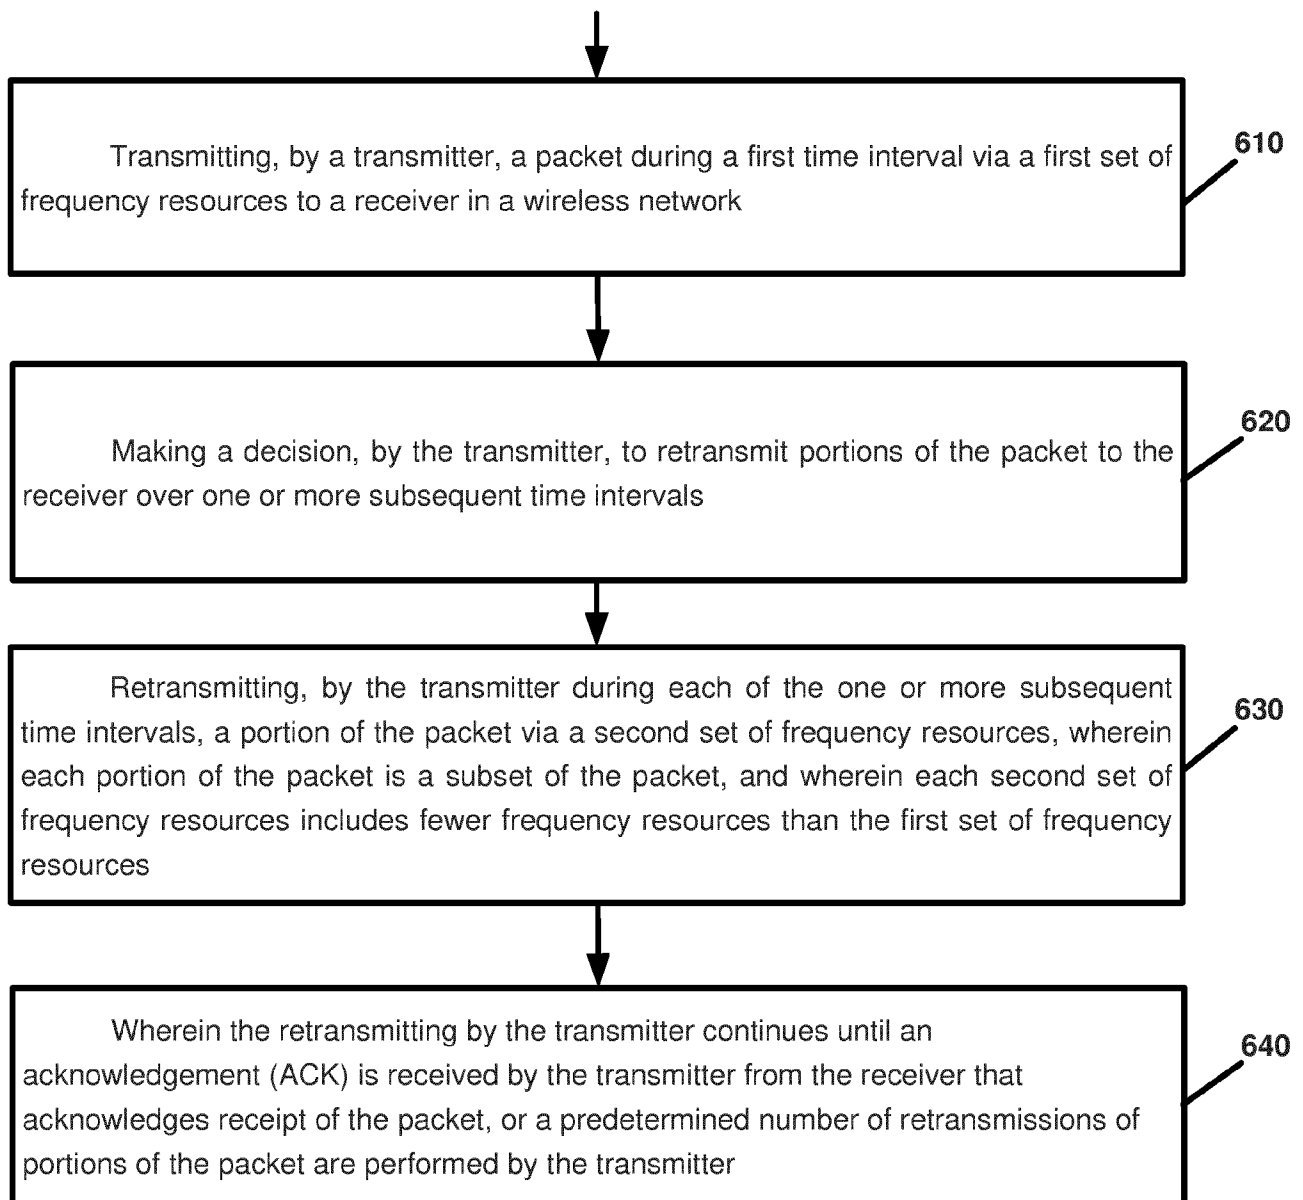 Transmitting, by a transmitter, a packet during a first time interval via a first set of
frequency resources to a receiver in a wireless network
610
Making a decision, by the transmitter, to retransmit portions of the packet to the
receiver over one or more subsequent time intervals
620
Retransmitting, by the transmitter during each of the one or more subsequent
time intervals, a portion of the packet via a second set of frequency resources, wherein
each portion of the packet is a subset of the packet, and wherein each second set of
frequency resources includes fewer frequency resources than the first set of frequency
resources
630
Wherein the retransmitting by the transmitter continues until an
acknowledgement (ACK) is received by the transmitter from the receiver that
acknowledges receipt of the packet, or a predetermined number of retransmissions of
portions of the packet are performed by the transmitter
640